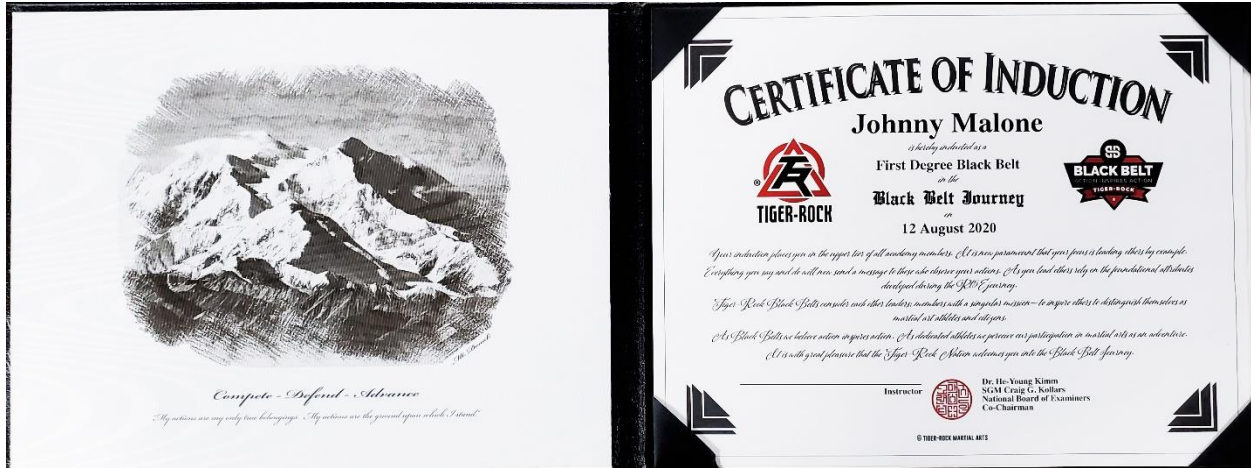 Mt. Denali
Compete - Defend - Advance
"My actions are my only true belongings. My actions are the ground upon which I stand"
CERTIFICATE OF INDUCTION
Johnny Malone
is hereby inducted as a
First Degree Black Belt
in the
Black Belt Journey
on
12 August 2020
® TR
TIGER-ROCK
BLACK BELT
ACTION INSPIRES ACTION
TIGER-ROCK
Your induction places you in the upper tier of all academy members. It is now paramount that your focus is leading others by example.
Everything you say and do will now send a message to those who observe your actions. As you lead others rely on the foundational attributes
developed during the journey.
Tiger-Rock Black Belts consider each other leaders; members with a singular mission – to inspire others to distinguish themselves as
martial art athletes and citizens.
As Black Belts we believe action inspires action. As dedicated athletes we perceive our participation in martial arts as an adventure.
It is with great pleasure that the Tiger-Rock Nation welcomes you into the Black Belt Journey.
Instructor
Dr. He-Young Kimm
SGM Craig G. Kollars
National Board of Examiners
Co-Chairman
© TIGER-ROCK MARTIAL ARTS